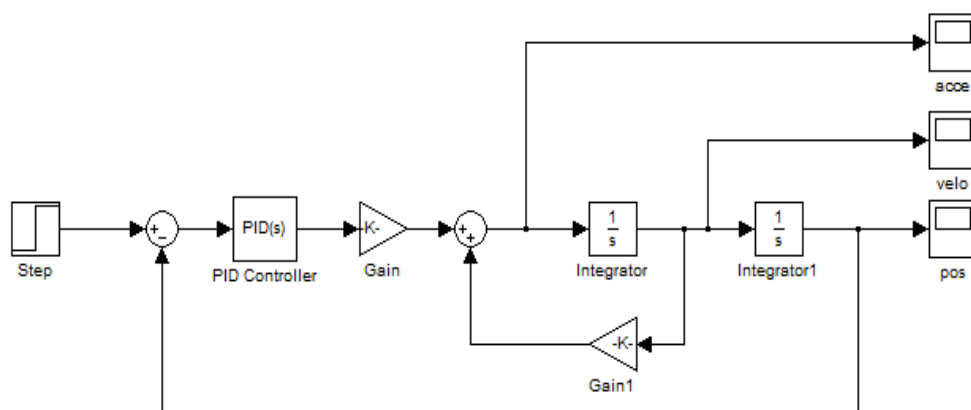 acce
velo
+
−
PID(s)
K-
+
+
1
s
1
s
Step
PID Controller
Gain
Integrator
Integrator1
pos
-K-
Gain1